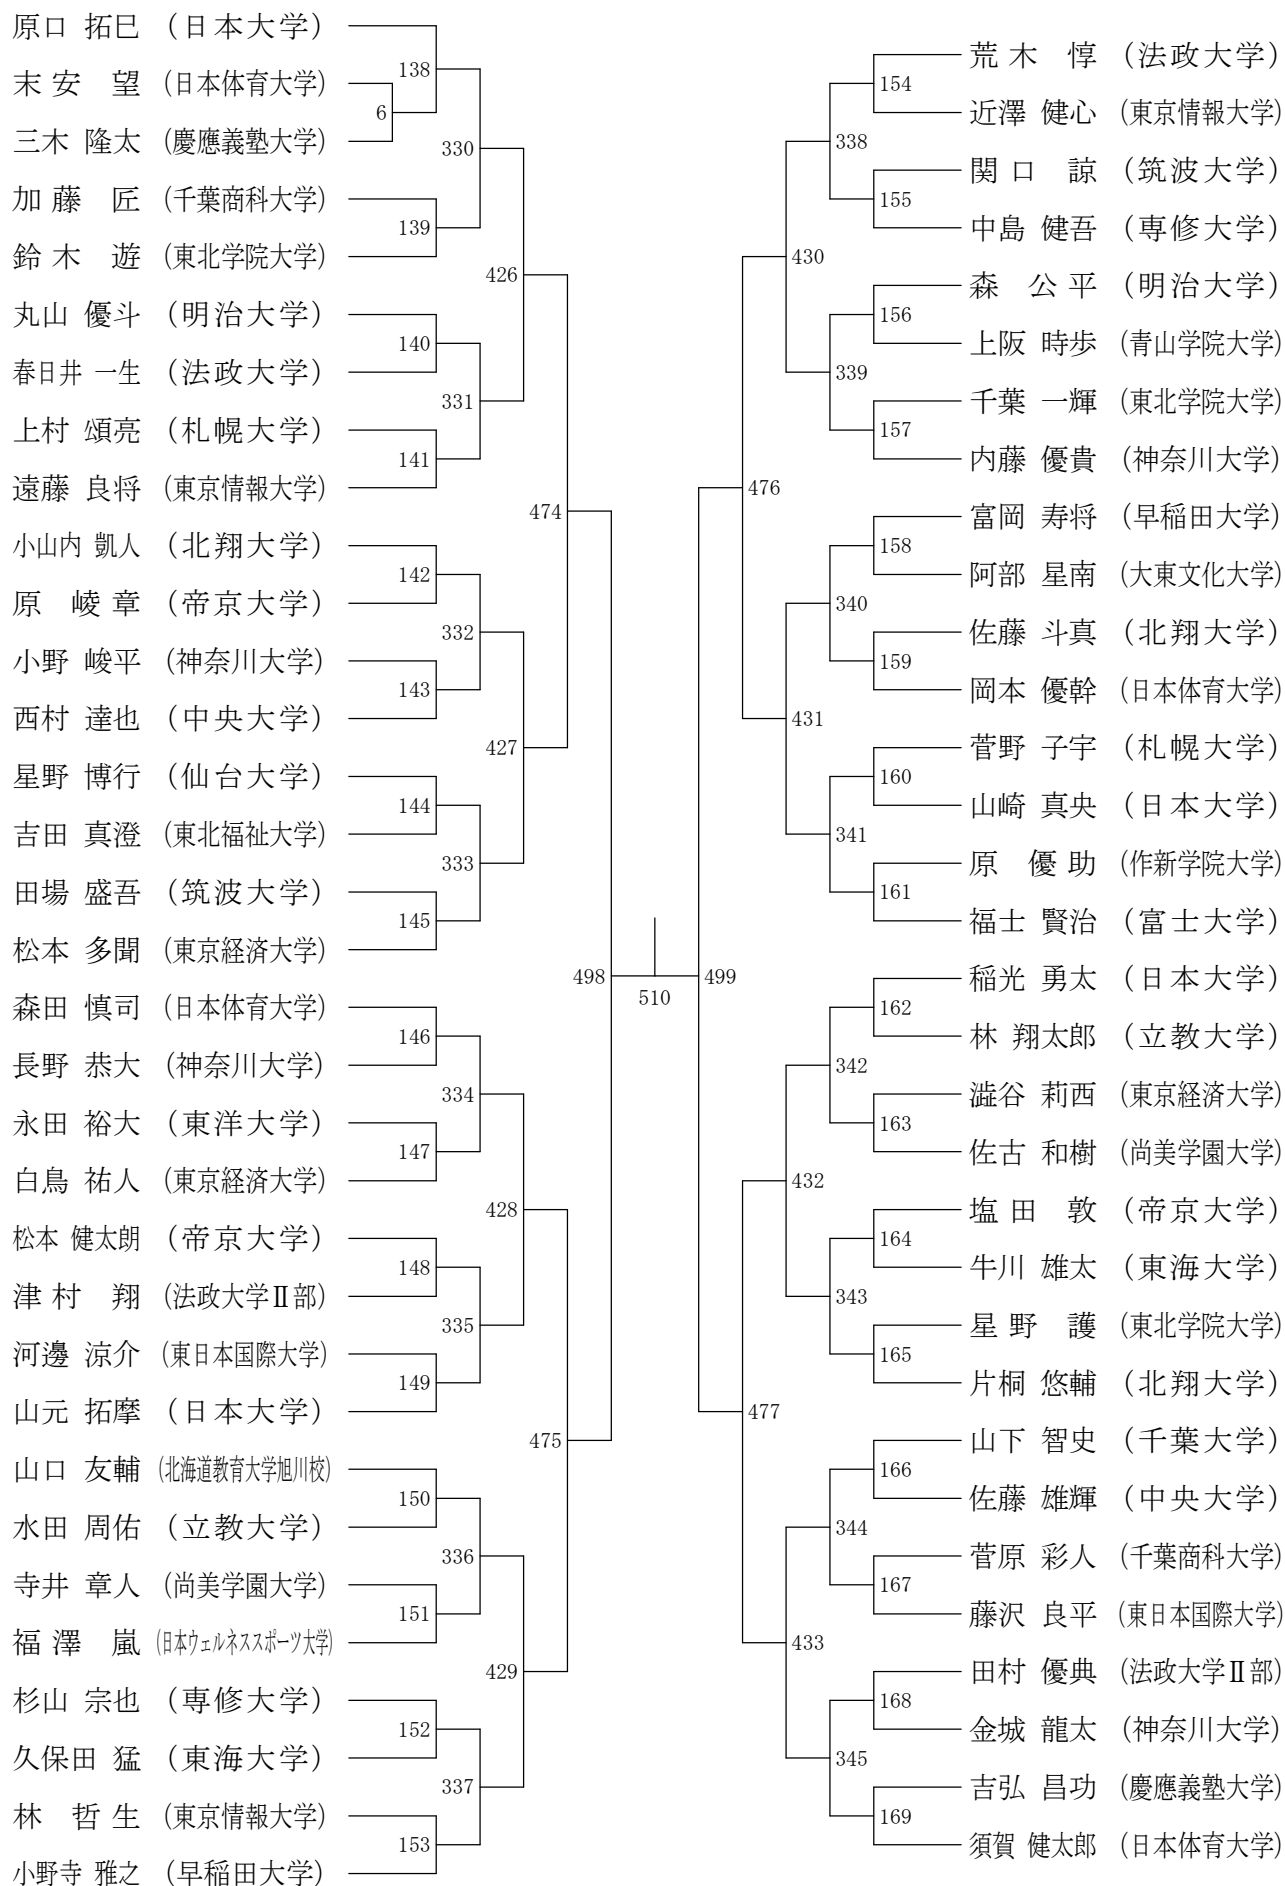 原口 拓巳 (日本大学)
末安 望 (日本体育大学)
三木 隆太 (慶應義塾大学)
加藤 匠 (千葉商科大学)
鈴木 遊 (東北学院大学)
丸山 優斗 (明治大学)
春日井 一生 (法政大学)
上村 頌亮 (札幌大学)
遠藤 良将 (東京情報大学)
小山内 凱人 (北翔大学)
原 崚章 (帝京大学)
小野 峻平 (神奈川大学)
西村 達也 (中央大学)
星野 博行 (仙台大学)
吉田 真澄 (東北福祉大学)
田場 盛吾 (筑波大学)
松本 多聞 (東京経済大学)
森田 慎司 (日本体育大学)
長野 恭大 (神奈川大学)
永田 裕大 (東洋大学)
白鳥 祐人 (東京経済大学)
松本 健太朗 (帝京大学)
津村 翔 (法政大学Ⅱ部)
河邊 涼介 (東日本国際大学)
山元 拓摩 (日本大学)
山口 友輔 (北海道教育大学旭川校)
水田 周佑 (立教大学)
寺井 章人 (尚美学園大学)
福澤 嵐 (日本ウェルネススポーツ大学)
杉山 宗也 (専修大学)
久保田 猛 (東海大学)
林 哲生 (東京情報大学)
小野寺 雅之 (早稲田大学)
6
138
139
140
141
142
143
144
145
146
147
148
149
150
151
152
153
330
331
332
333
334
335
336
337
426
427
428
429
474
475
498
510
499
476
477
430
431
432
433
338
339
340
341
342
343
344
345
154
155
156
157
158
159
160
161
162
163
164
165
166
167
168
169
荒木 惇 (法政大学)
近澤 健心 (東京情報大学)
関口 諒 (筑波大学)
中島 健吾 (専修大学)
森 公平 (明治大学)
上阪 時歩 (青山学院大学)
千葉 一輝 (東北学院大学)
内藤 優貴 (神奈川大学)
富岡 寿将 (早稲田大学)
阿部 星南 (大東文化大学)
佐藤 斗真 (北翔大学)
岡本 優幹 (日本体育大学)
菅野 子宇 (札幌大学)
山崎 真央 (日本大学)
原 優助 (作新学院大学)
福士 賢治 (富士大学)
稲光 勇太 (日本大学)
林 翔太郎 (立教大学)
澁谷 莉西 (東京経済大学)
佐古 和樹 (尚美学園大学)
塩田 敦 (帝京大学)
牛川 雄太 (東海大学)
星野 護 (東北学院大学)
片桐 悠輔 (北翔大学)
山下 智史 (千葉大学)
佐藤 雄輝 (中央大学)
菅原 彩人 (千葉商科大学)
藤沢 良平 (東日本国際大学)
田村 優典 (法政大学Ⅱ部)
金城 龍太 (神奈川大学)
吉弘 昌功 (慶應義塾大学)
須賀 健太郎 (日本体育大学)